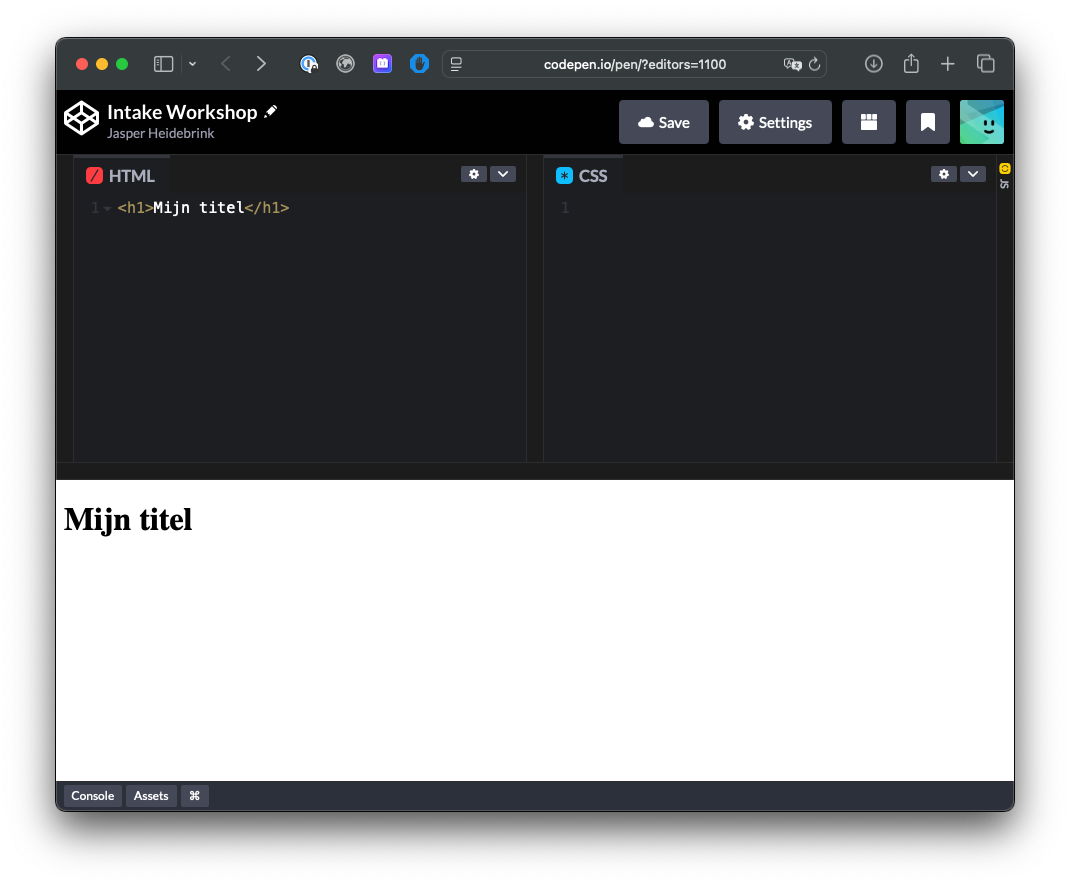 codepen.io/pen/?editors=1100
Intake Workshop
Jasper Heidebrink
Save
Settings
HTML
CSS
JS
1 <h1>Mijn titel</h1>
1
Mijn titel
Console Assets ⌘